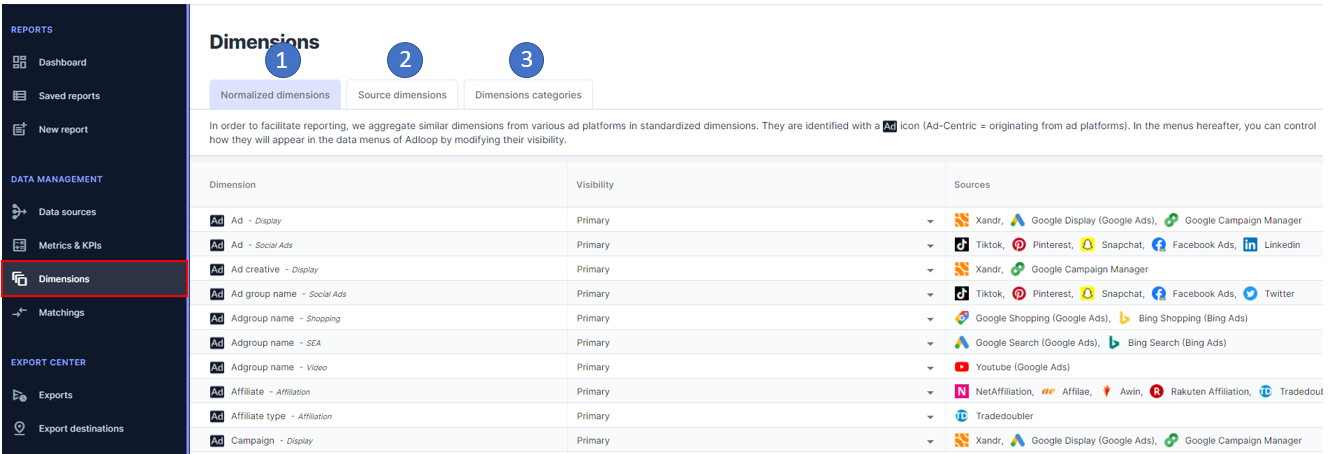 REPORTS
Dashboard
Saved reports
New report
DATA MANAGEMENT
Data sources
Metrics & KPIs
Dimensions
Matchings
EXPORT CENTER
Exports
Export destinations
Dimensions
1 2 3
Normalized dimensions Source dimensions Dimensions categories
In order to facilitate reporting, we aggregate similar dimensions from various ad platforms in standardized dimensions. They are identified with a Ad icon (Ad-Centric = originating from ad platforms). In the menus hereafter, you can control
how they will appear in the data menus of Adloop by modifying their visibility.
Dimension Visibility Sources
Ad Ad - Display Primary Xandr, Google Display (Google Ads), Google Campaign Manager
Ad Ad - Social Ads Primary Tiktok, Pinterest, Snapchat, Facebook Ads, in Linkedin
Ad Ad creative - Display Primary Xandr, Google Campaign Manager
Ad Ad group name - Social Ads Primary Tiktok, Pinterest, Snapchat, Facebook Ads, Twitter
Ad Adgroup name - Shopping Primary Google Shopping (Google Ads), Bing Shopping (Bing Ads)
Ad Adgroup name - SEA Primary Google Search (Google Ads), Bing Search (Bing Ads)
Ad Adgroup name - Video Primary Youtube (Google Ads)
Ad Affiliate - Affiliation Primary N NetAffiliation, ae Affilae, Awin, R Rakuten Affiliation, TD Tradedou
Ad Affiliate type - Affiliation Primary TD Tradedoubler
Ad Campaign - Display Primary Xandr, Google Display (Google Ads), Google Campaign Manager